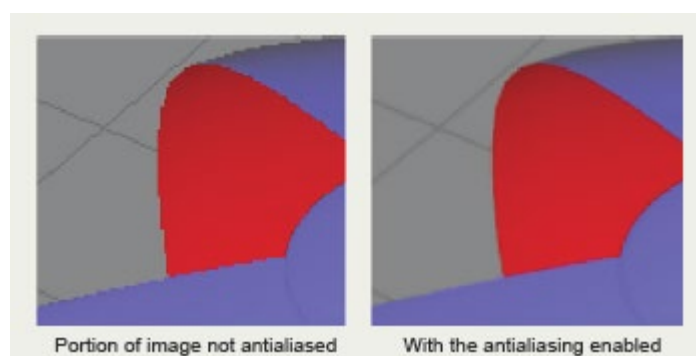 Portion of image not antialiased
With the antialiasing enabled